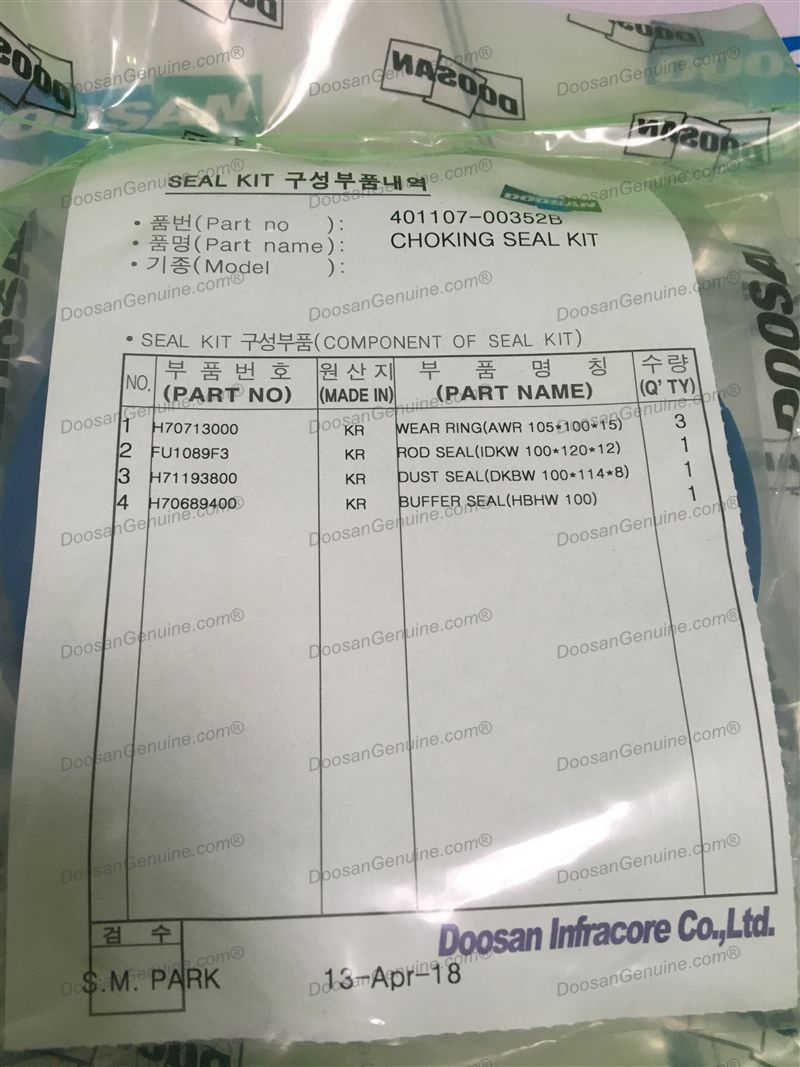 SEAL KIT 구성부품내역
DOOSAN
• 품번(Part no ): 401107-00352B
• 품명(Part name): CHOKING SEAL KIT
• 기종(Model ):
• SEAL KIT 구성부품(COMPONENT OF SEAL KIT)
NO. 부품번호 (PART NO) 원산지 (MADE IN) 부품명칭 (PART NAME) 수량 (Q' TY)
1 H70713000 KR WEAR RING(AWR 105*100*15) 3
2 FU1089F3 KR ROD SEAL(IDKW 100*120*12) 1
3 H71193800 KR DUST SEAL(DKBW 100*114*8) 1
4 H70689400 KR BUFFER SEAL(HBHW 100) 1
검 수
Doosan Infracore Co.,Ltd.
S.M. PARK 13-Apr-18
DoosanGenuine.com®